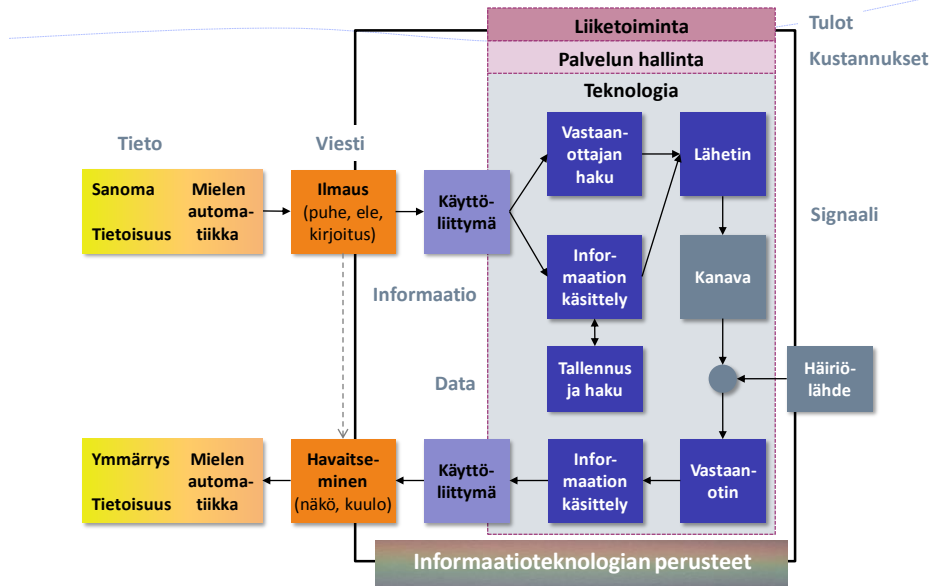 Liiketoiminta
Tulot
Palvelun hallinta
Kustannukset
Teknologia
Tieto
Viesti
Sanoma
Tietoisuus
Mielen
automa-
tiikka
Ilmaus
(puhe, ele,
kirjoitus)
Käyttö-
liittymä
Vastaan-
ottajan
haku
Lähetin
Signaali
Infor-
maation
käsittely
Kanava
Informaatio
Tallennus
ja haku
Data
Häiriö-
lähde
Ymmärrys
Tietoisuus
Mielen
automa-
tiikka
Havaitse-
minen
(näkö, kuulo)
Käyttö-
liittymä
Infor-
maation
käsittely
Vastaan-
otin
Informaatioteknologian perusteet